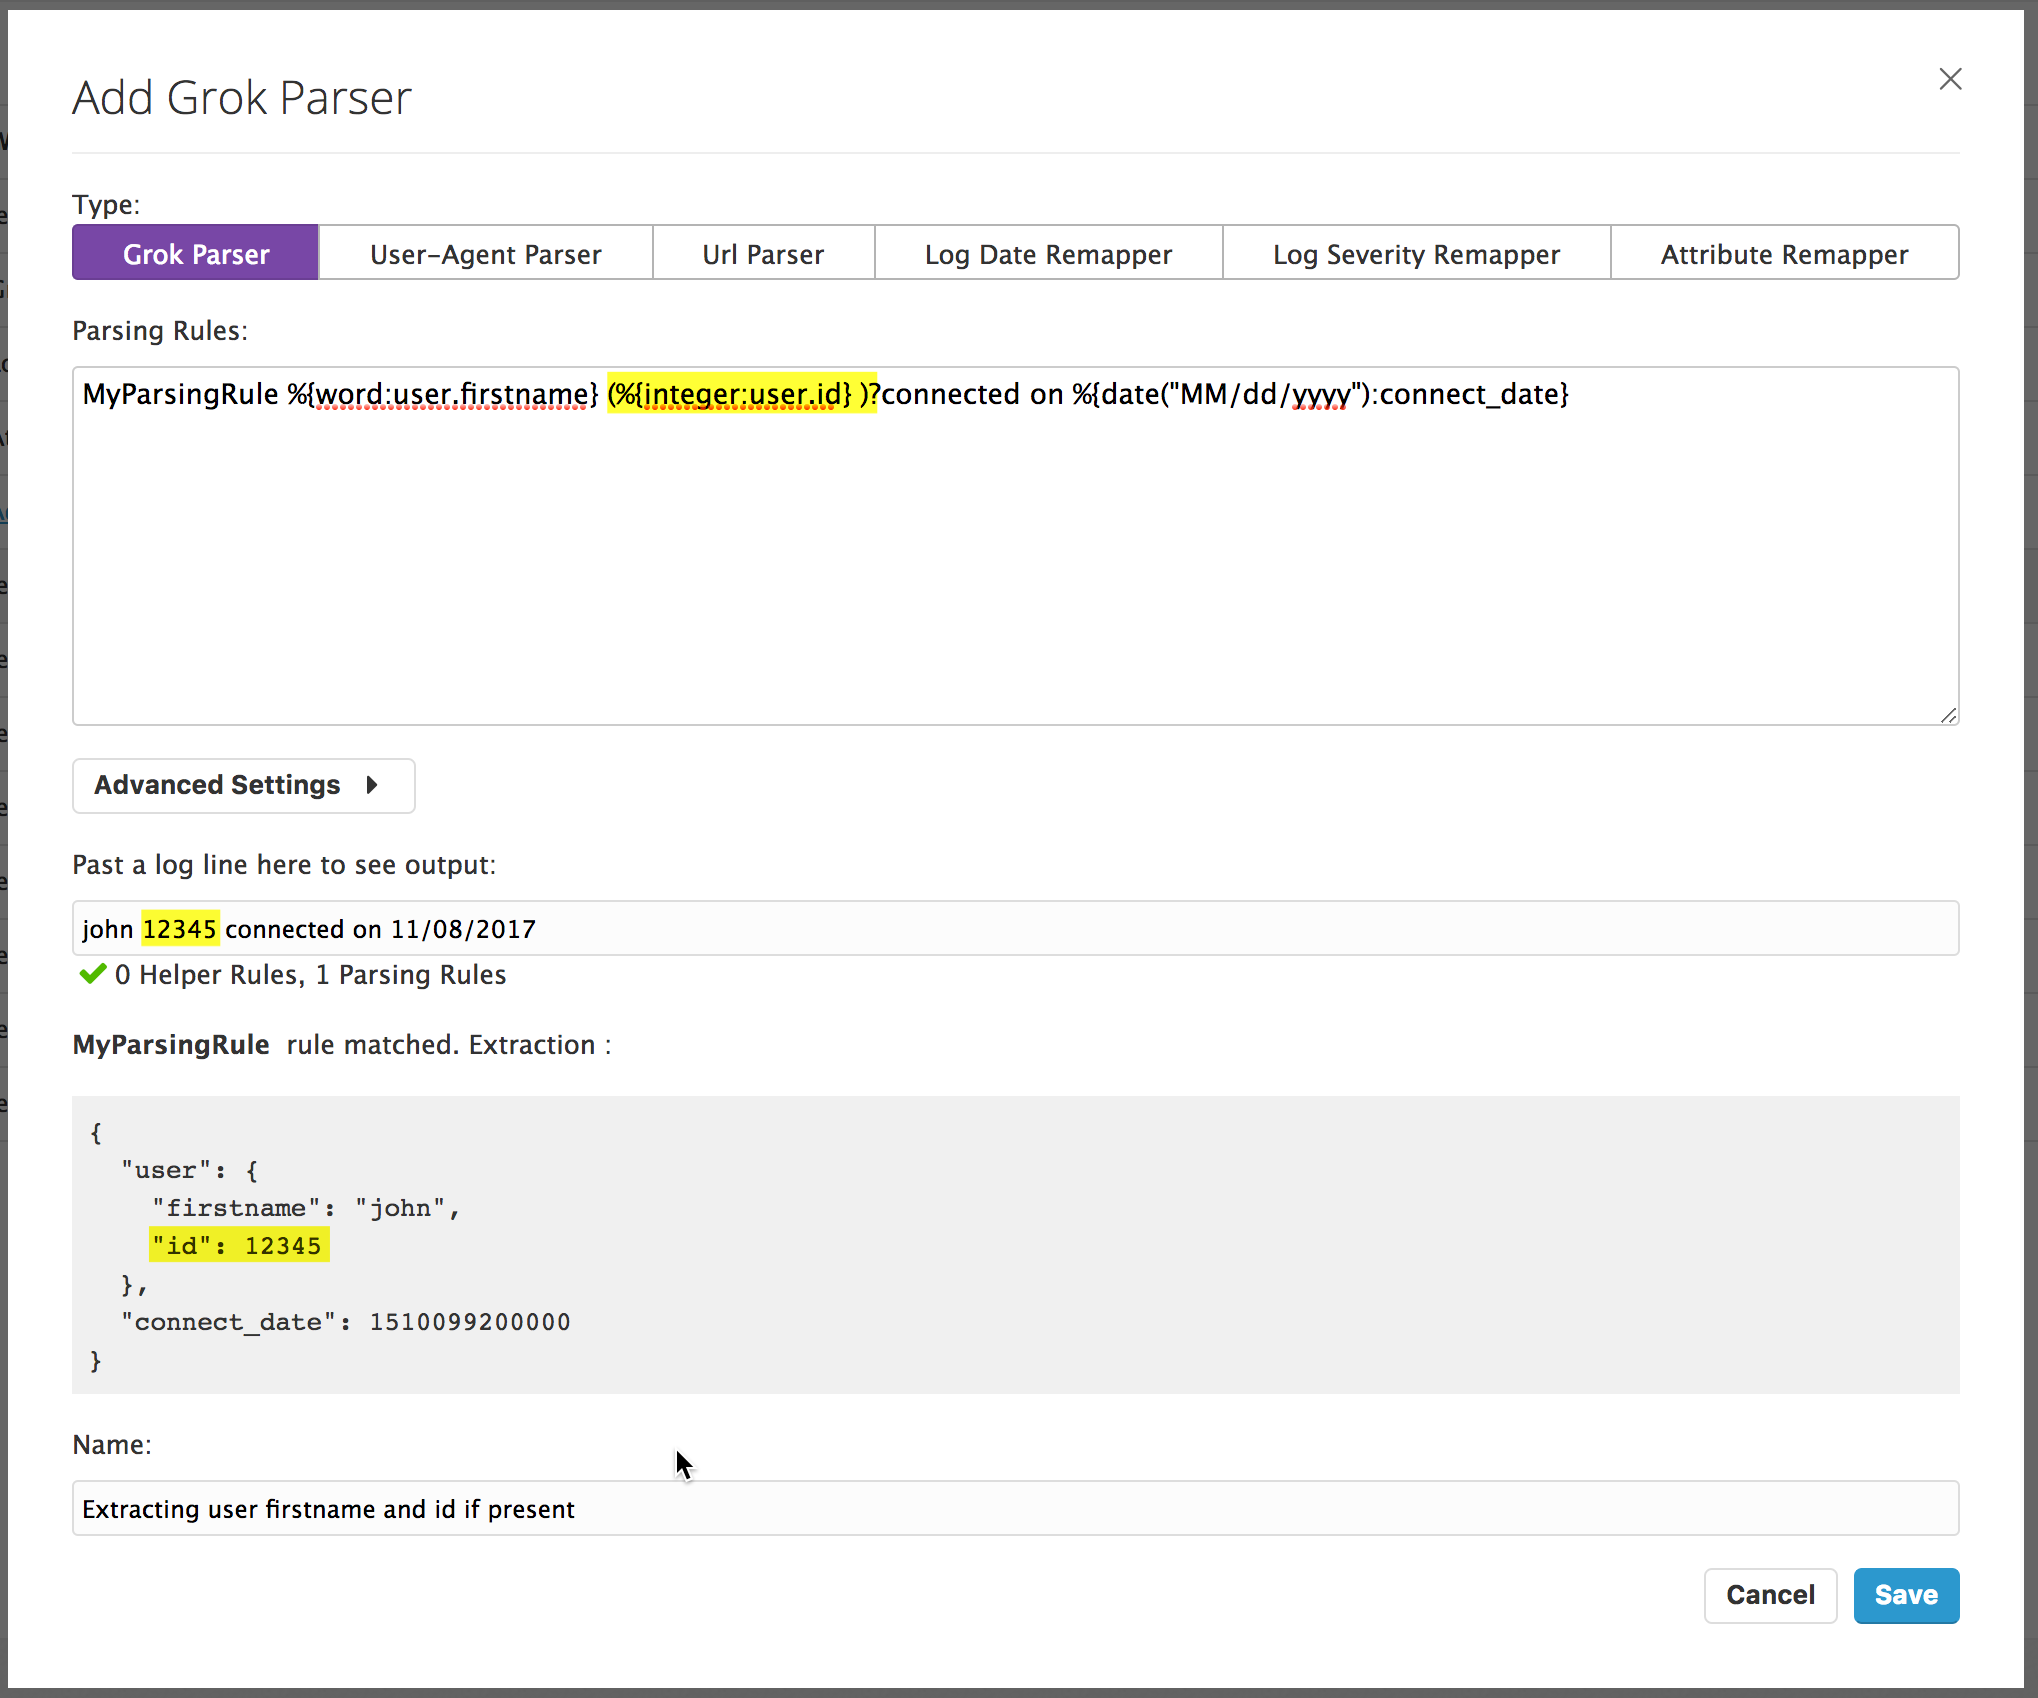 Add Grok Parser
Type:
Grok Parser User-Agent Parser Url Parser Log Date Remapper Log Severity Remapper Attribute Remapper
Parsing Rules:
MyParsingRule %{word:user.firstname} (%{integer:user.id} )?connected on %{date("MM/dd/yyyy"):connect_date}
Advanced Settings
Past a log line here to see output:
john 12345 connected on 11/08/2017
0 Helper Rules, 1 Parsing Rules
MyParsingRule rule matched. Extraction :
{
"user": {
"firstname": "john",
"id": 12345
},
"connect_date": 1510099200000
}
Name:
Extracting user firstname and id if present
Cancel Save